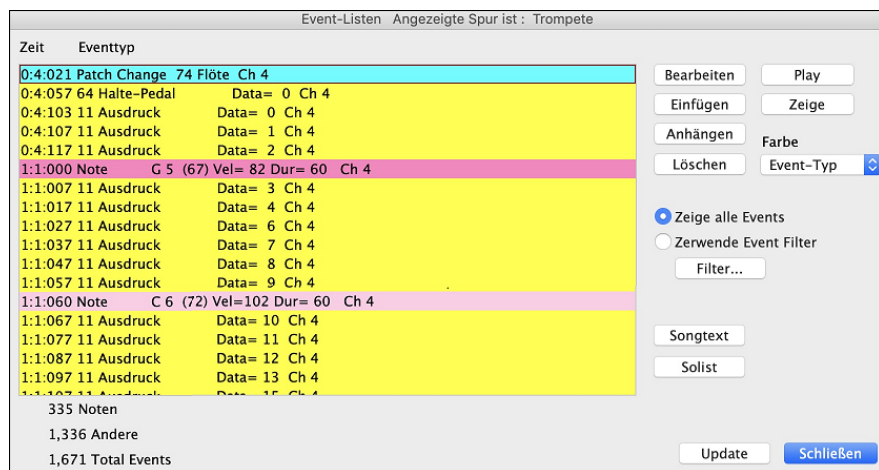 Event-Listen Angezeigte Spur ist : Trompete
Zeit Eventtyp
0:4:021 Patch Change 74 Flöte Ch 4
0:4:057 64 Halte-Pedal Data= 0 Ch 4
0:4:103 11 Ausdruck Data= 0 Ch 4
0:4:107 11 Ausdruck Data= 1 Ch 4
0:4:117 11 Ausdruck Data= 2 Ch 4
1:1:000 Note G 5 (67) Vel= 82 Dur= 60 Ch 4
1:1:007 11 Ausdruck Data= 3 Ch 4
1:1:017 11 Ausdruck Data= 4 Ch 4
1:1:027 11 Ausdruck Data= 6 Ch 4
1:1:037 11 Ausdruck Data= 7 Ch 4
1:1:047 11 Ausdruck Data= 8 Ch 4
1:1:057 11 Ausdruck Data= 9 Ch 4
1:1:060 Note C 6 (72) Vel=102 Dur= 60 Ch 4
1:1:067 11 Ausdruck Data= 10 Ch 4
1:1:077 11 Ausdruck Data= 11 Ch 4
1:1:087 11 Ausdruck Data= 12 Ch 4
1:1:097 11 Ausdruck Data= 13 Ch 4
1:1:107 11 Ausdruck Data= 15 Ch 4
335 Noten
1,336 Andere
1,671 Total Events
Bearbeiten Play
Einfügen Zeige
Anhängen
Farbe
Löschen Event-Typ
Zeige alle Events
Zerwende Event Filter
Filter...
Songtext
Solist
Update Schließen